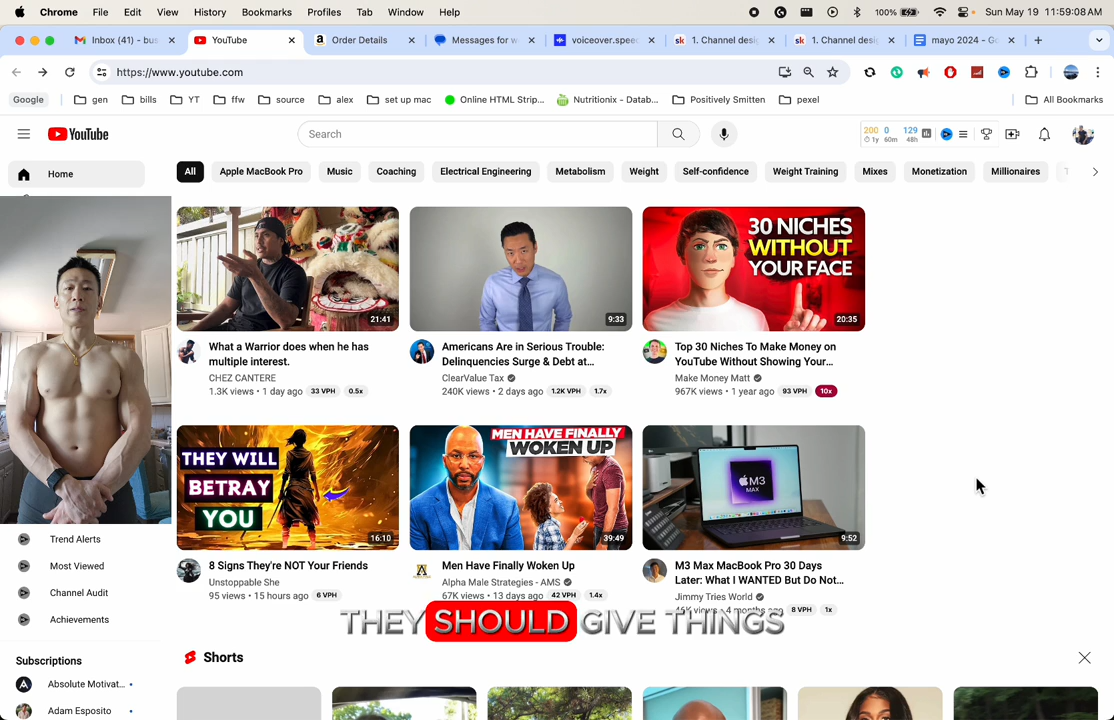 Chrome File Edit View History Bookmarks Profiles Tab Window Help 100% Sun May 19 11:59:08 AM
Inbox (41) - bus YouTube Order Details Messages for w voiceover.spee 1. Channel desi 1. Channel desi mayo 2024 - Go
https://www.youtube.com
Google gen bills YT ffw source alex set up mac Online HTML Strip... Nutritionix - Datab... Positively Smitten pexel All Bookmarks
YouTube Search 200 0 129
1y 60m 48h
Home All Apple MacBook Pro Music Coaching Electrical Engineering Metabolism Weight Self-confidence Weight Training Mixes Monetization Millionaires
30 NICHES
WITHOUT
YOUR FACE
21:41 9:33 20:35
What a Warrior does when he has
multiple interest.
CHEZ CANTERE
1.3K views • 1 day ago 33 VPH 0.5x
Americans Are in Serious Trouble:
Delinquencies Surge & Debt at...
ClearValue Tax
240K views • 2 days ago 1.2K VPH 1.7x
Top 30 Niches To Make Money on
YouTube Without Showing Your...
Make Money Matt
967K views • 1 year ago 93 VPH 10x
THEY WILL
BETRAY
YOU
16:10
MEN HAVE FINALLY
WOKEN UP
39:49
M3
MAX
9:52
8 Signs They're NOT Your Friends
Unstoppable She
95 views • 15 hours ago 6 VPH
Men Have Finally Woken Up
Alpha Male Strategies - AMS
67K views • 13 days ago 42 VPH 1.4x
M3 Max MacBook Pro 30 Days
Later: What I WANTED But Do Not...
Jimmy Tries World
46K views • 4 months ago 8 VPH 1x
THEY SHOULD GIVE THINGS
Trend Alerts
Most Viewed
Channel Audit
Achievements
Subscriptions
Absolute Motivat...
Adam Esposito
Shorts